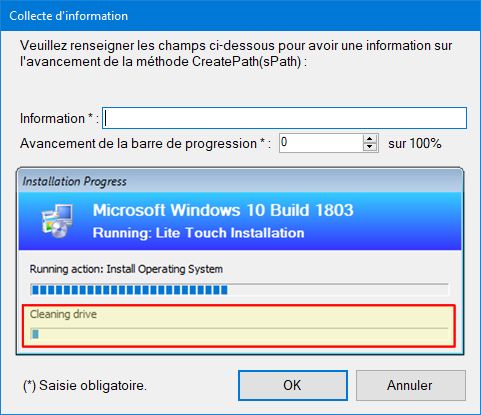 Collecte d'information
Veuillez renseigner les champs ci-dessous pour avoir une information sur
l'avancement de la méthode CreatePath(sPath) :
Information * :
Avancement de la barre de progression * : 0 sur 100%
Installation Progress
Microsoft Windows 10 Build 1803
Running: Lite Touch Installation
Running action: Install Operating System
Cleaning drive
(*) Saisie obligatoire. OK Annuler